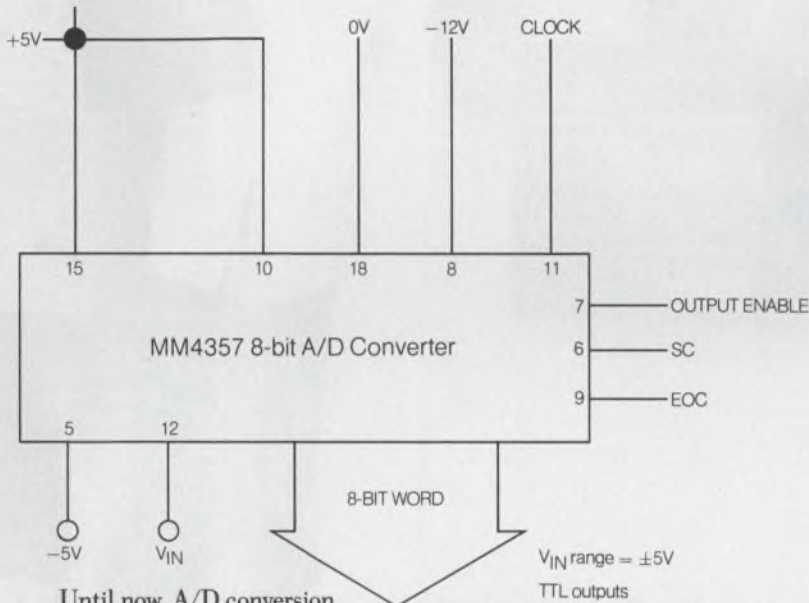 +5V
0V
−12V
CLOCK
15
10
18
8
11
7
OUTPUT ENABLE
MM4357 8-bit A/D Converter
6
SC
9
EOC
5
12
8-BIT WORD
−5V
VIN
VIN range = ±5V
TTL outputs
Until now, A/D conversion